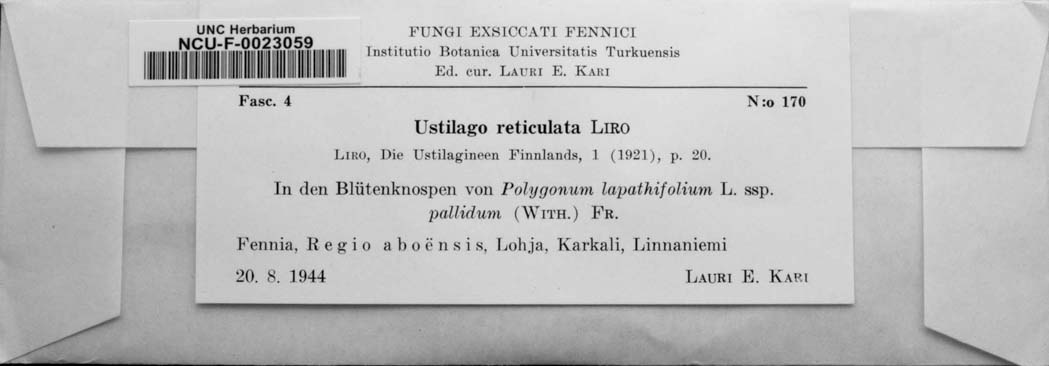 UNC Herbarium
NCU-F-0023059
FUNGI EXSICCATI FENNICI
Institutio Botanica Universitatis Turkuensis
Ed. cur. LAURI E. KARI
Fasc. 4 N:o 170
Ustilago reticulata LIRO
LIRO, Die Ustilagineen Finnlands, 1 (1921), p. 20.
In den Blütenknospen von Polygonum lapathifolium L. ssp.
pallidum (WITH.) FR.
Fennia, Regio aboënsis, Lohja, Karkali, Linnaniemi
20. 8. 1944 LAURI E. KARI